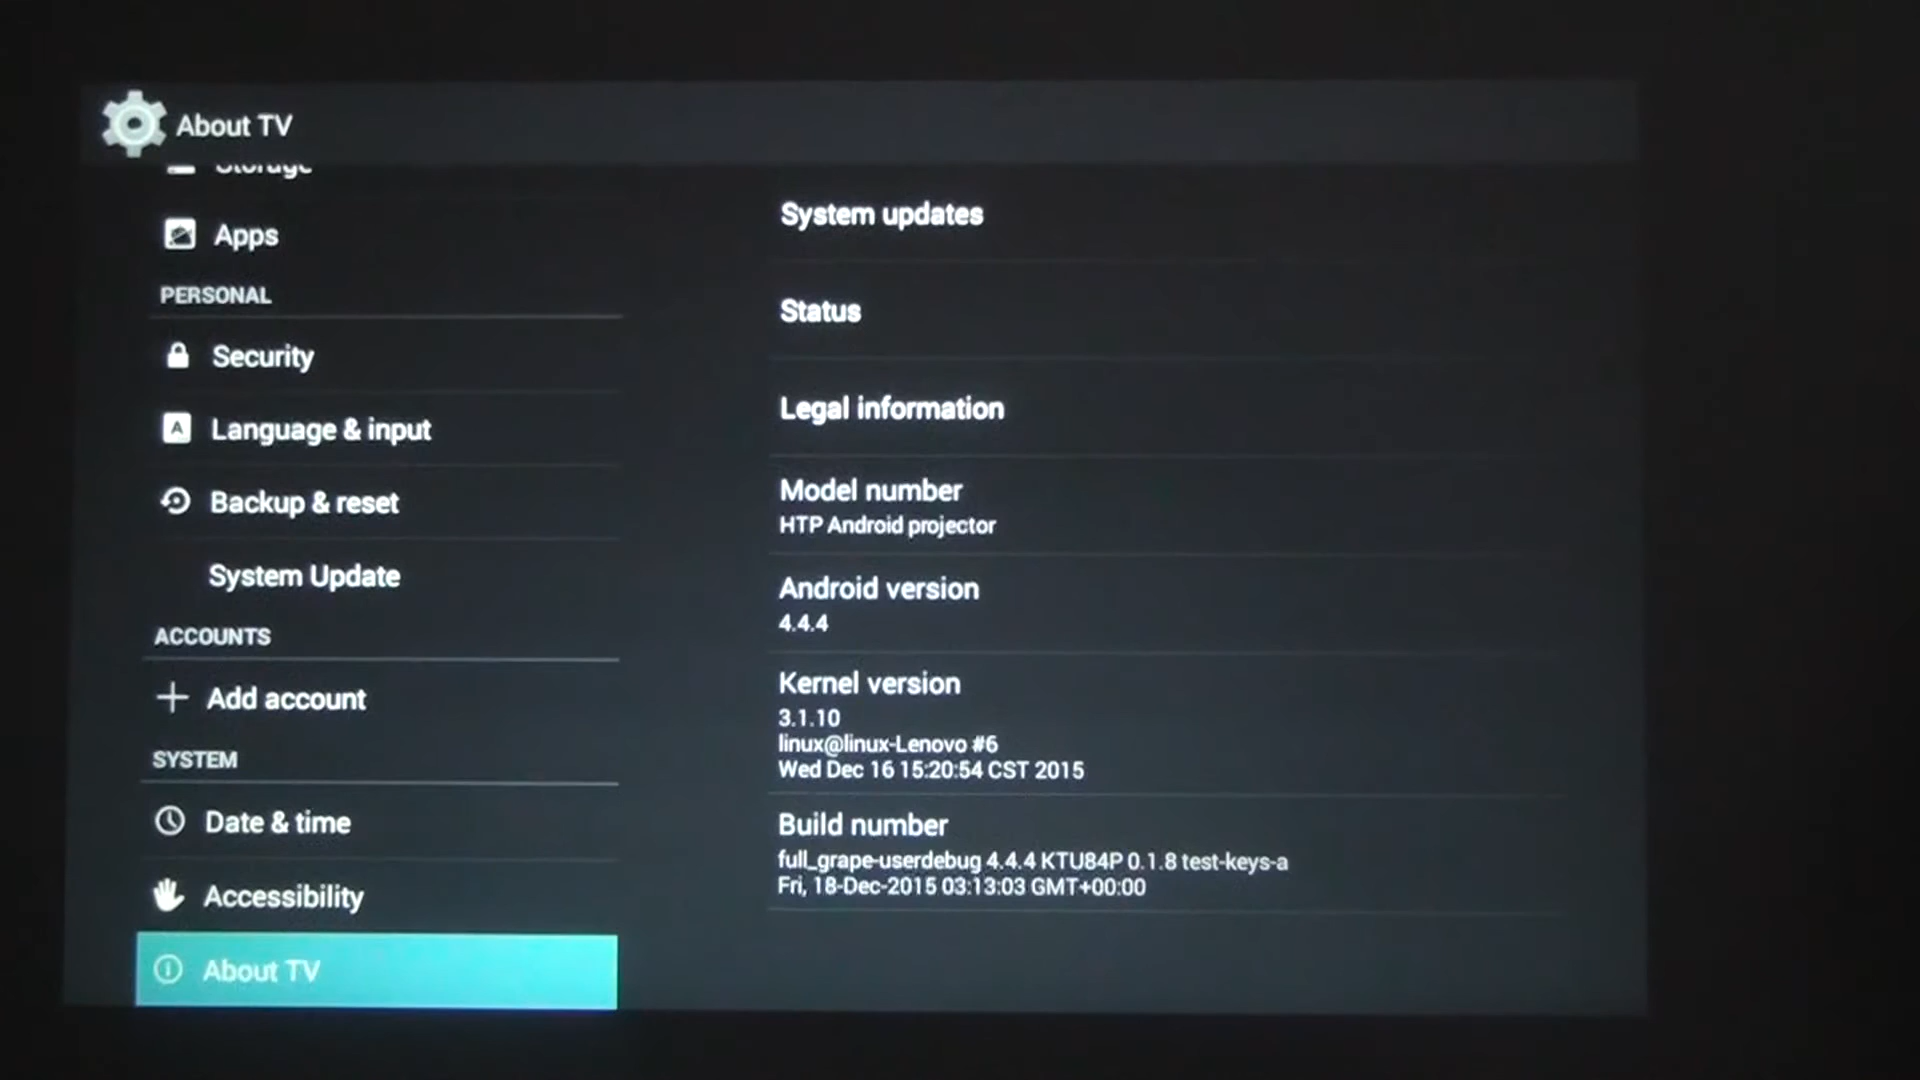 About TV
Storage
Apps
PERSONAL
Security
Language & input
Backup & reset
System Update
ACCOUNTS
Add account
SYSTEM
Date & time
Accessibility
About TV
System updates
Status
Legal information
Model number
HTP Android projector
Android version
4.4.4
Kernel version
3.1.10
linux@linux-Lenovo #6
Wed Dec 16 15:20:54 CST 2015
Build number
full_grape-userdebug 4.4.4 KTU84P 0.1.8 test-keys-a
Fri, 18-Dec-2015 03:13:03 GMT+00:00